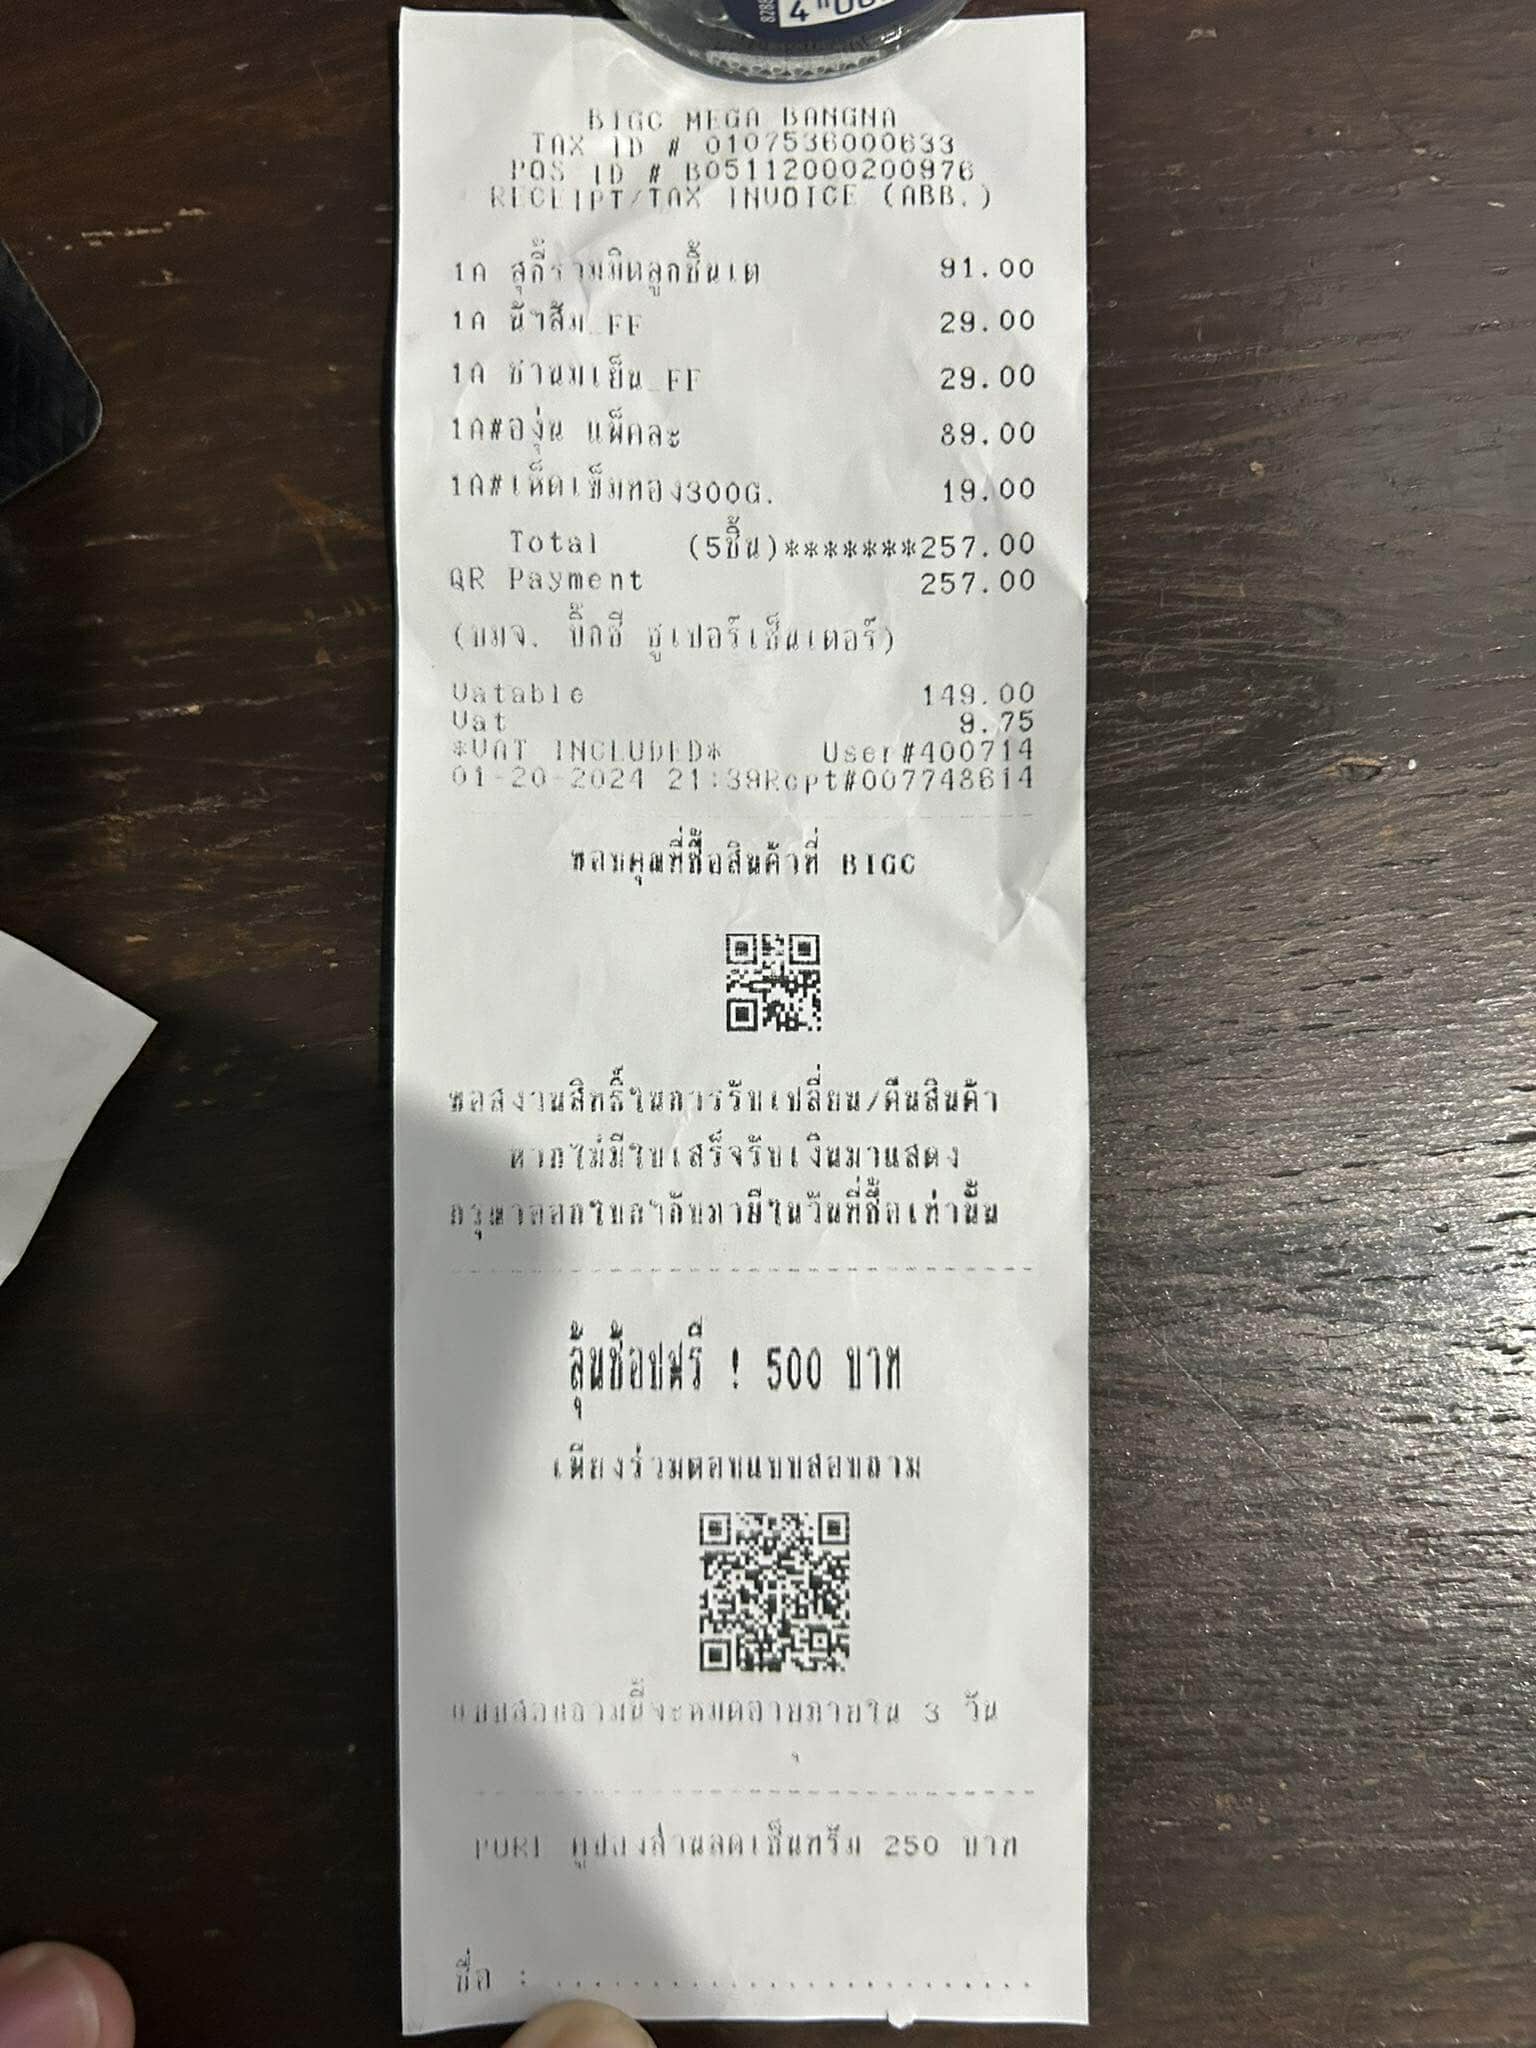 BIGC MEGA BANGNA
TAX ID # 0107536000633
POS ID # B05112000200976
RECEIPT/TAX INVOICE (ABB.)
1A สุกี้รวมมิตลูกชิ้นเต 91.00
1A น้ำส้ม_FF 29.00
1A ชานมเย็น_FF 29.00
1A#องุ่น แพ็คละ 89.00
1A#เห็ดเข็มทอง300G. 19.00
Total (5ชิ้น)*******257.00
QR Payment 257.00
(บมจ. บิ๊กซี ซูเปอร์เซ็นเตอร์)
Vatable 149.00
Vat 9.75
*VAT INCLUDED* User#400714
01-20-2024 21:39Rcpt#007748614
ขอบคุณที่ซื้อสินค้าที่ BIGC
ขอสงวนสิทธิ์ในการรับเปลี่ยน/คืนสินค้า
หากไม่มีใบเสร็จรับเงินมาแสดง
กรุณาออกใบกำกับภาษีในวันที่ซื้อเท่านั้น
ลุ้นช้อปฟรี ! 500 บาท
เพียงร่วมตอบแบบสอบถาม
แบบสอบถามนี้จะหมดอายุภายใน 3 วัน
PURE คูปองส่วนลดเซ็นทรัม 250 บาท
ชื่อ : ........................